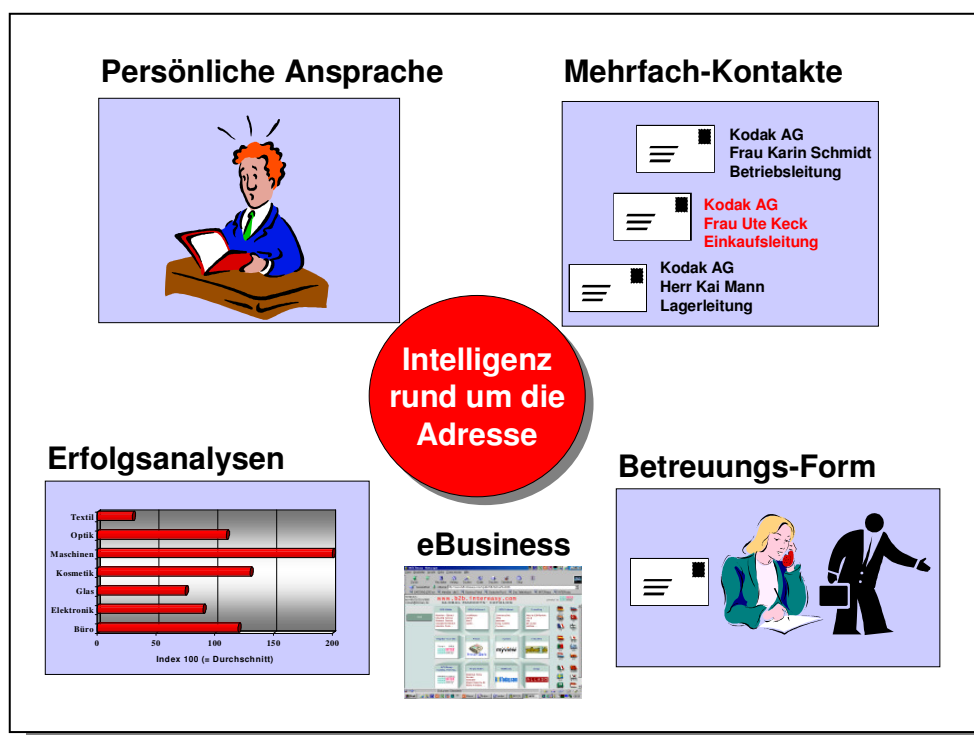 Persönliche Ansprache
Mehrfach-Kontakte
Kodak AG
Frau Karin Schmidt
Betriebsleitung
Kodak AG
Frau Ute Keck
Einkaufsleitung
Kodak AG
Herr Kai Mann
Lagerleitung
Intelligenz
rund um die
Adresse
Erfolgsanalysen
Textil
Optik
Maschinen
Kosmetik
Glas
Elektronik
Büro
0 50 100 150 200
Index 100 (= Durchschnitt)
eBusiness
myview
Betreuungs-Form